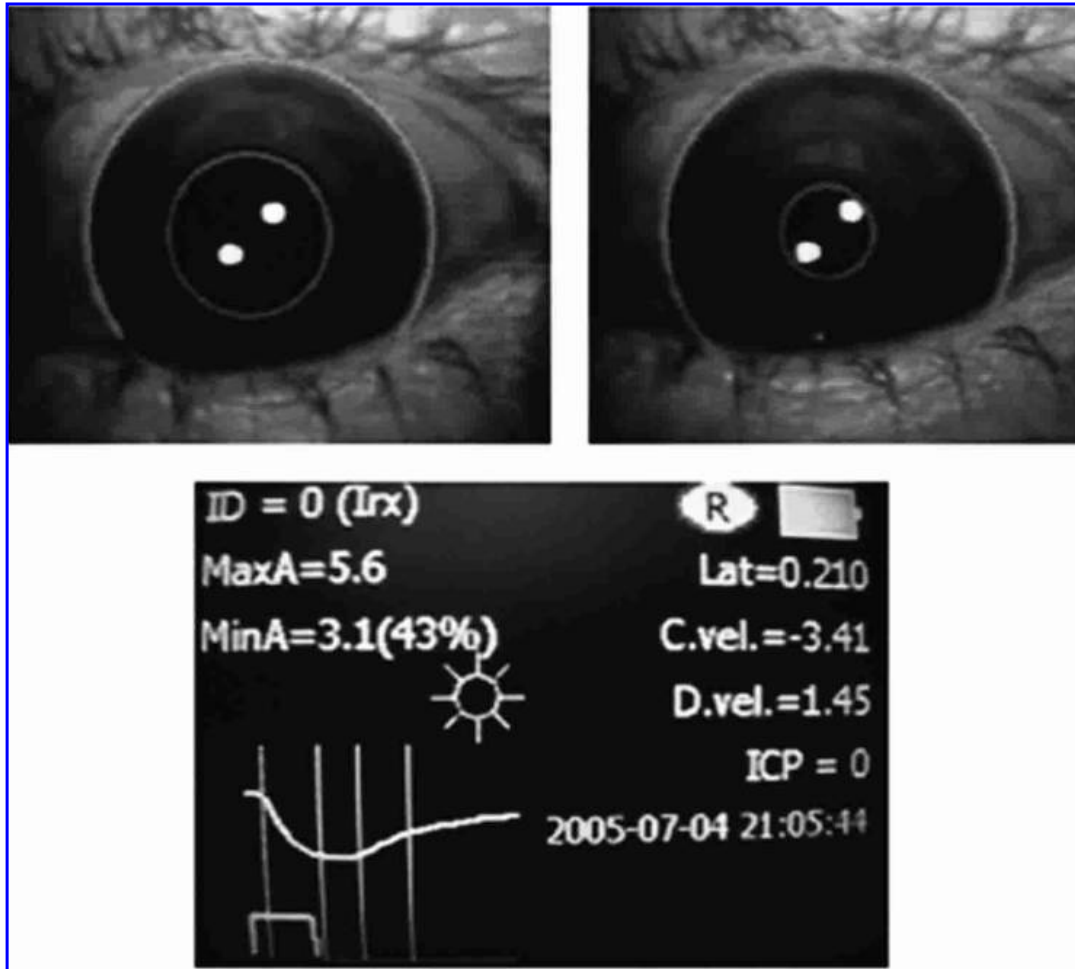 ID = 0 (Irx) R
MaxA=5.6 Lat=0.210
MinA=3.1(43%) C.vel.=-3.41
D.vel.=1.45
ICP = 0
2005-07-04 21:05:44